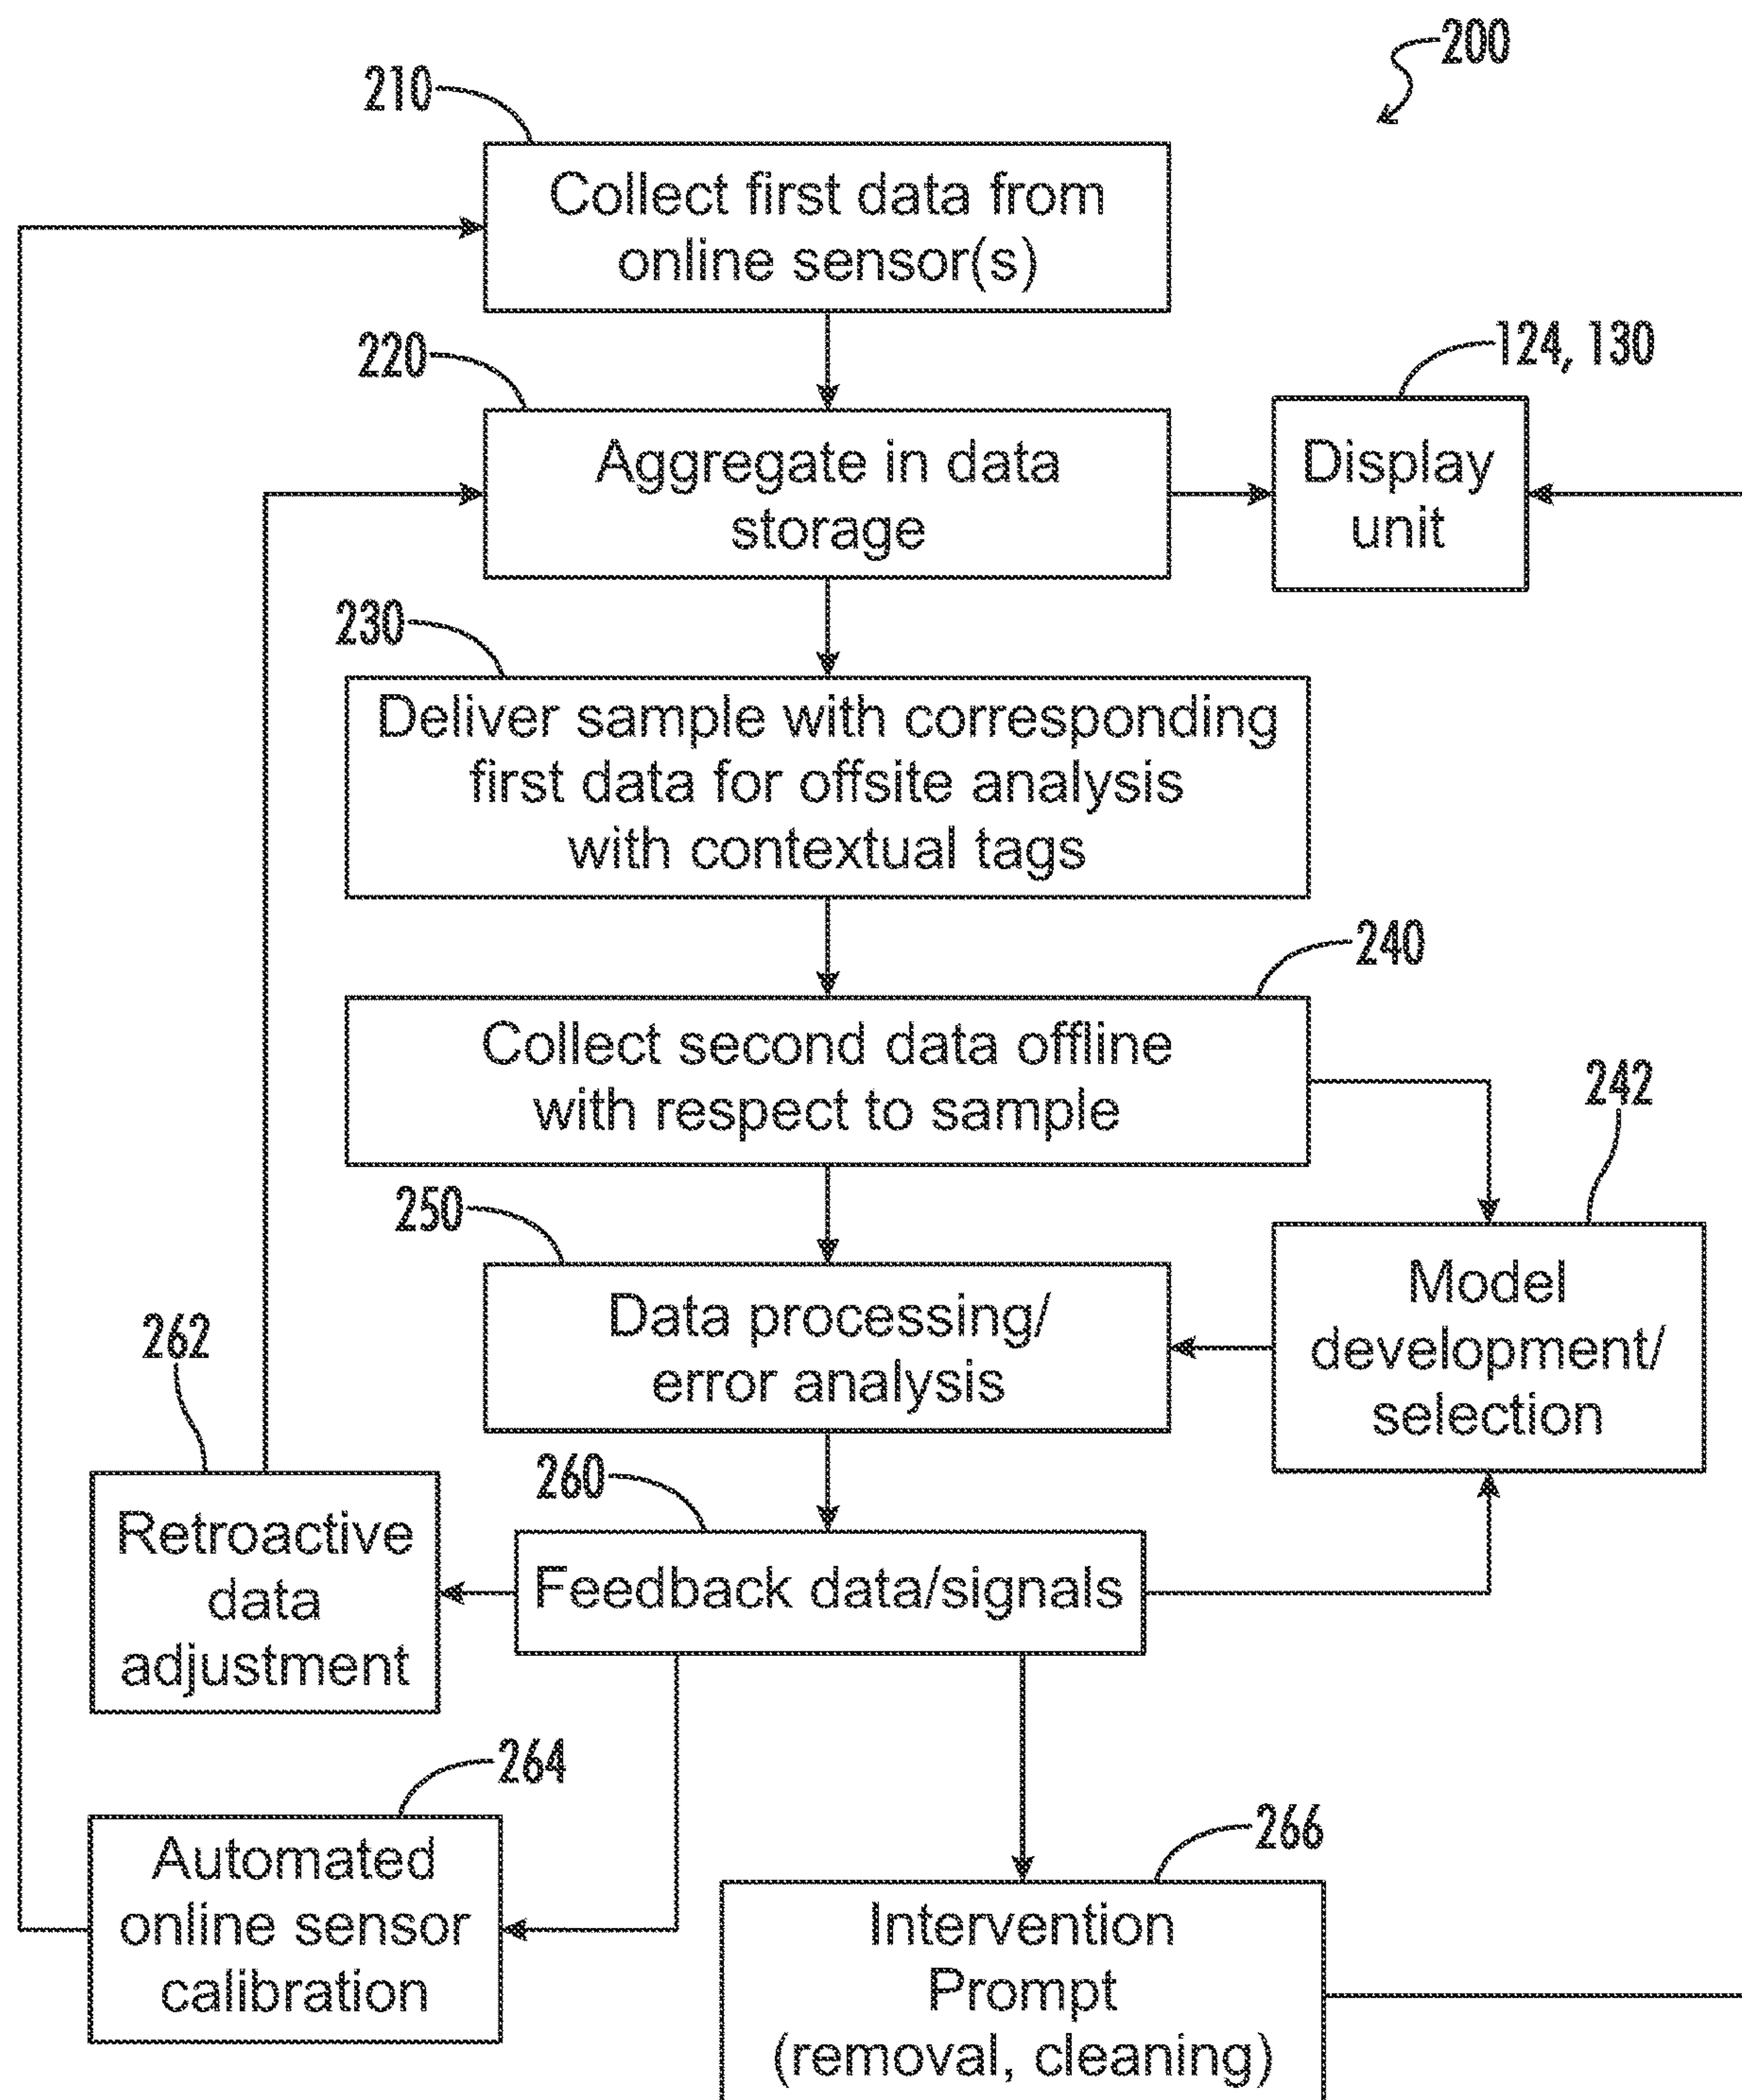 200
210
Collect first data from
online sensor(s)
220
Aggregate in data
storage
124, 130
Display
unit
230
Deliver sample with corresponding
first data for offsite analysis
with contextual tags
240
Collect second data offline
with respect to sample
242
Model
development/
selection
250
Data processing/
error analysis
262
Retroactive
data
adjustment
260
Feedback data/signals
264
Automated
online sensor
calibration
266
Intervention
Prompt
(removal, cleaning)